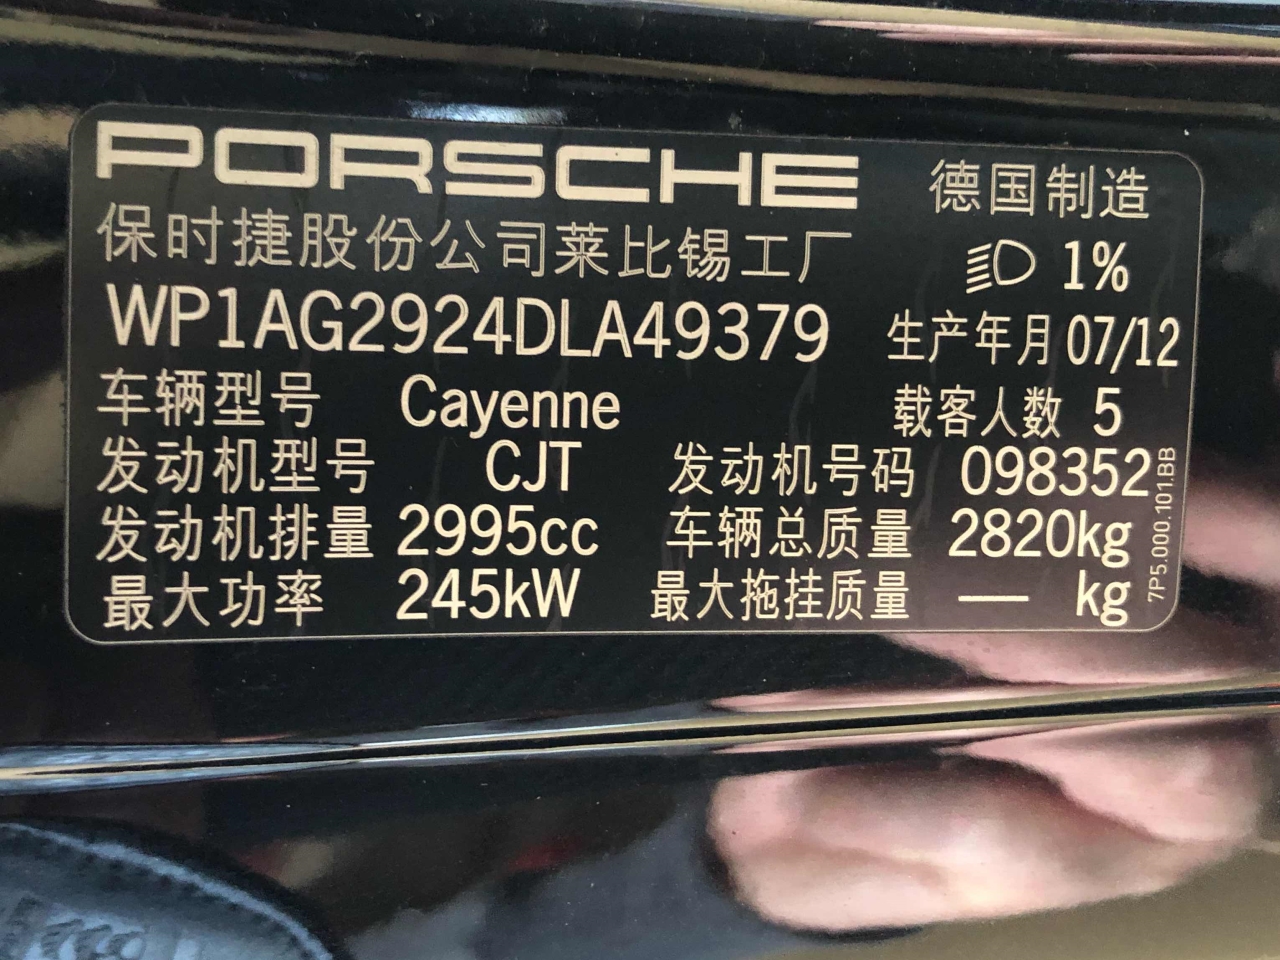 PORSCHE 德国制造
保时捷股份公司莱比锡工厂 1%
WP1AG2924DLA49379 生产年月 07/12
车辆型号 Cayenne 载客人数 5
发动机型号 CJT 发动机号码 098352
发动机排量 2995cc 车辆总质量 2820kg
最大功率 245kW 最大拖挂质量 — kg
7P5.000.101.BB